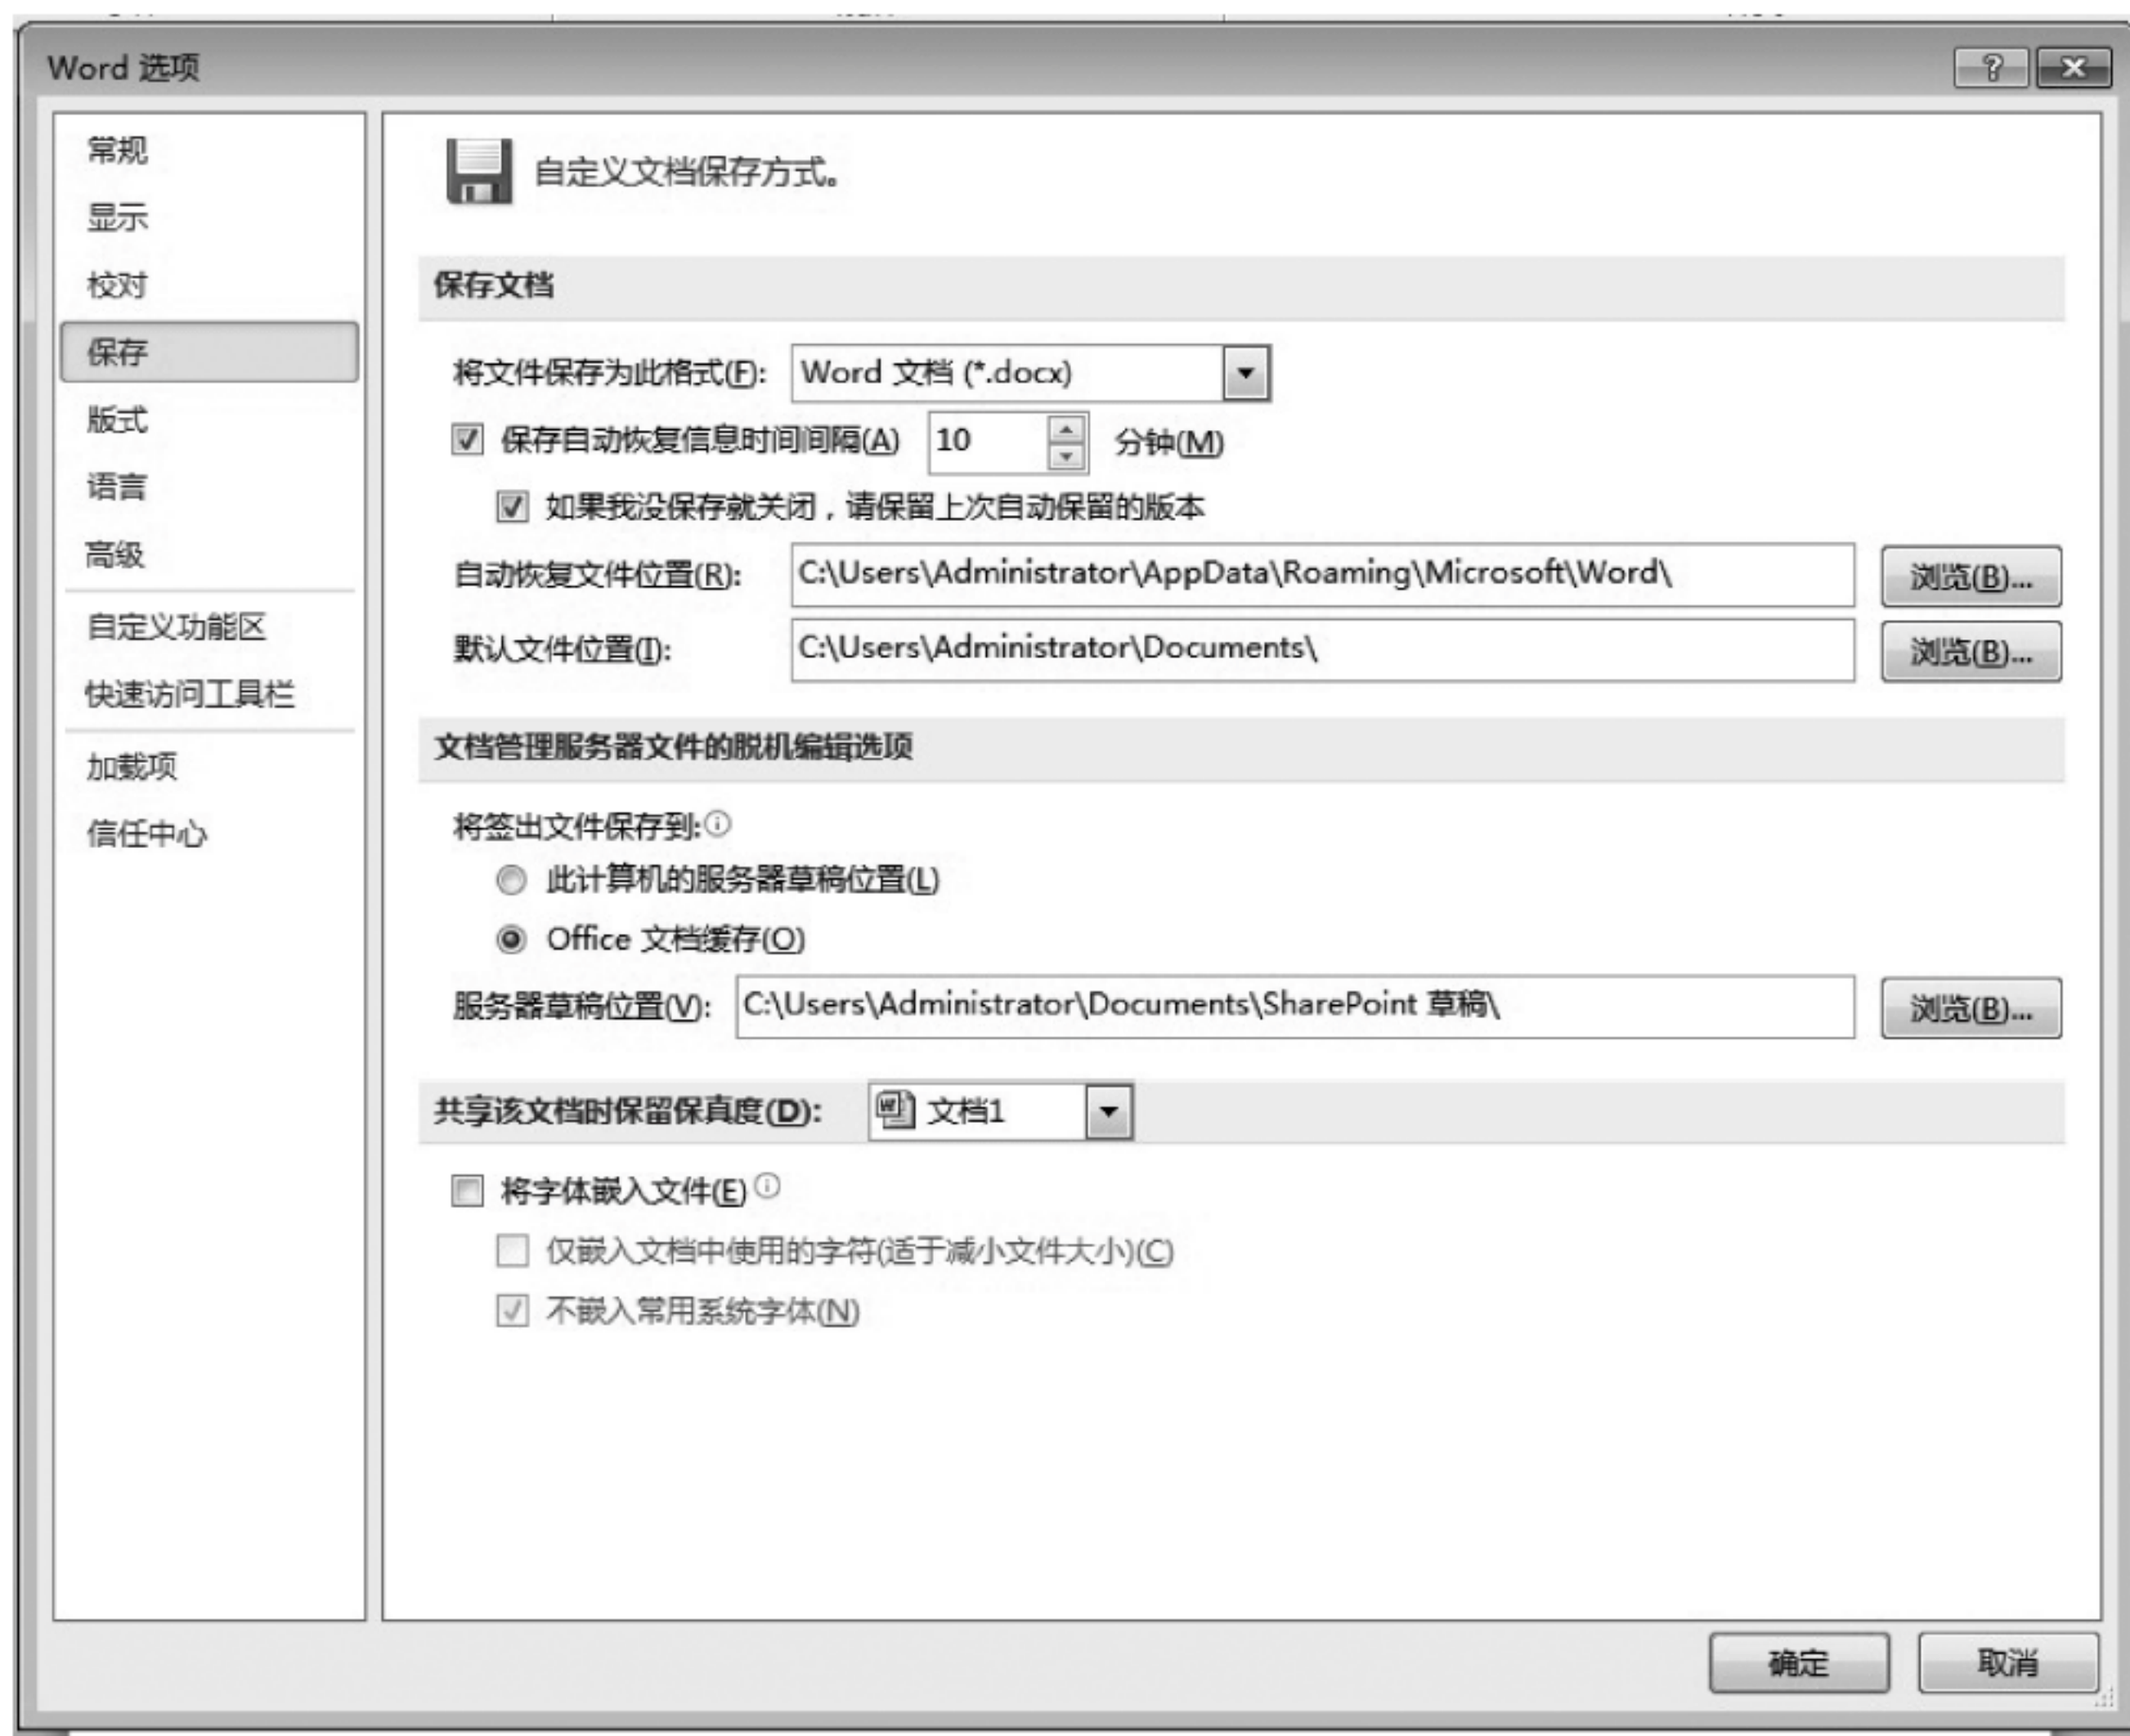 Word 选项
常规
显示
校对
保存
版式
语言
高级
自定义功能区
快速访问工具栏
加载项
信任中心
自定义文档保存方式。
保存文档
将文件保存为此格式(F): Word 文档 (*.docx)
保存自动恢复信息时间间隔(A) 10 分钟(M)
如果我没保存就关闭，请保留上次自动保留的版本
自动恢复文件位置(R): C:\Users\Administrator\AppData\Roaming\Microsoft\Word\ 浏览(B)...
默认文件位置(I): C:\Users\Administrator\Documents\ 浏览(B)...
文档管理服务器文件的脱机编辑选项
将签出文件保存到:
此计算机的服务器草稿位置(L)
Office 文档缓存(O)
服务器草稿位置(V): C:\Users\Administrator\Documents\SharePoint 草稿\ 浏览(B)...
共享该文档时保留保真度(D): 文档1
将字体嵌入文件(E)
仅嵌入文档中使用的字符(适于减小文件大小)(C)
不嵌入常用系统字体(N)
确定 取消